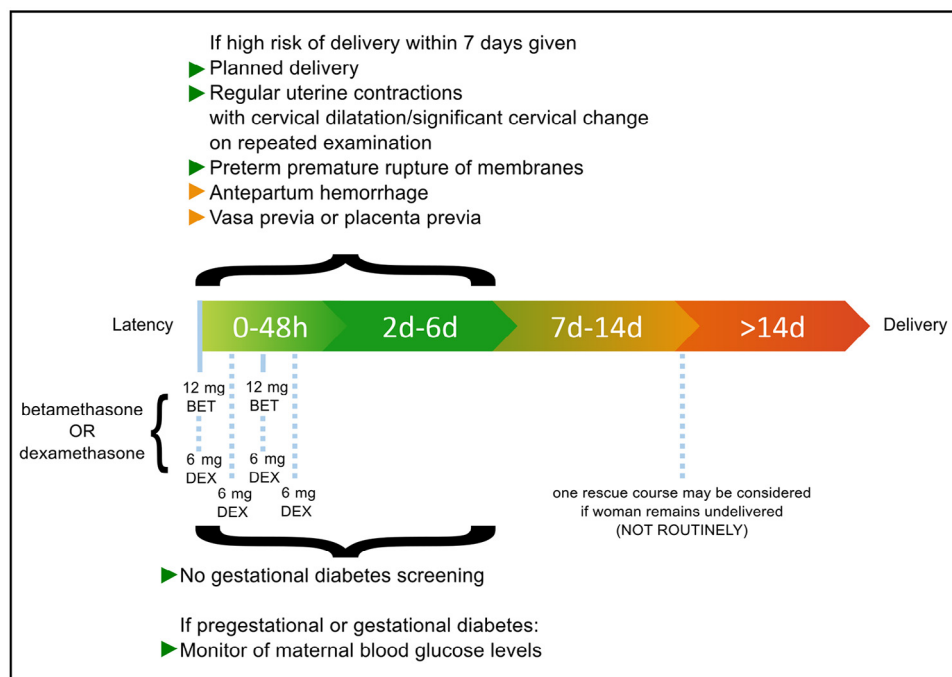 If high risk of delivery within 7 days given
Planned delivery
Regular uterine contractions
with cervical dilatation/significant cervical change
on repeated examination
Preterm premature rupture of membranes
Antepartum hemorrhage
Vasa previa or placenta previa
Latency
0-48h
2d-6d
7d-14d
>14d
Delivery
betamethasone
OR
dexamethasone
12 mg
BET
12 mg
BET
6 mg
DEX
6 mg
DEX
6 mg
DEX
6 mg
DEX
one rescue course may be considered
if woman remains undelivered
(NOT ROUTINELY)
No gestational diabetes screening
If pregestational or gestational diabetes:
Monitor of maternal blood glucose levels